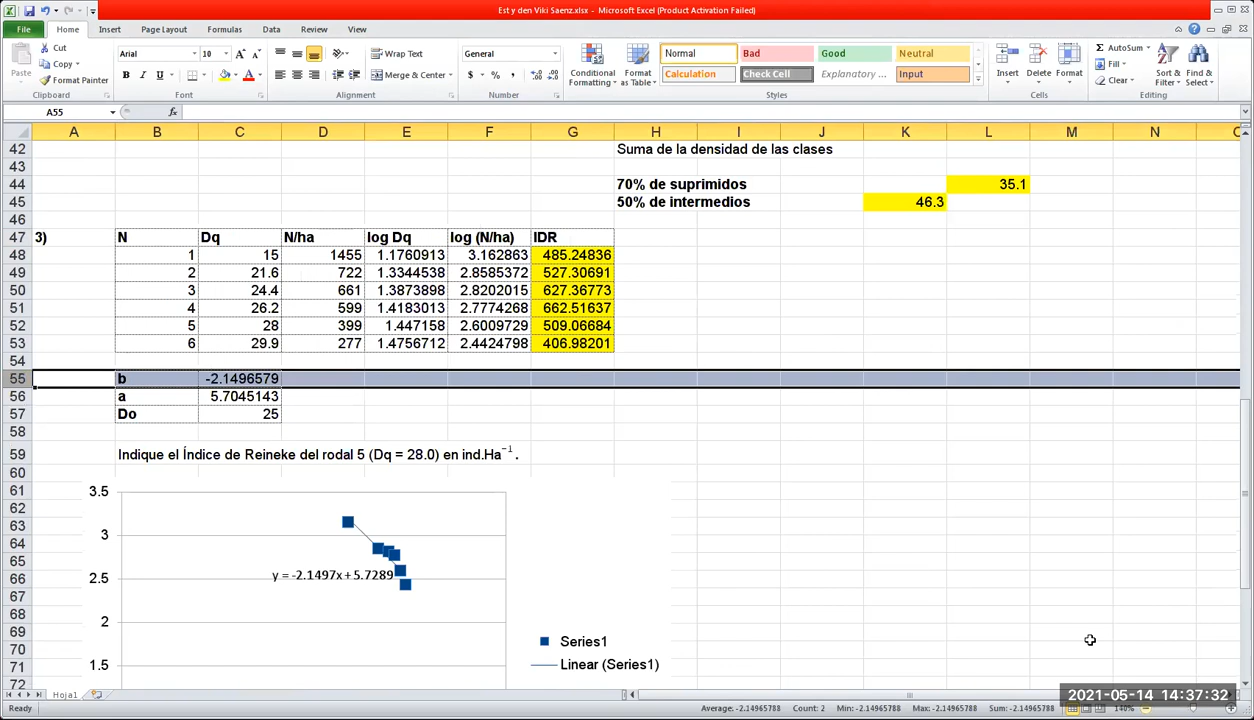 Est y den Viki Saenz.xlsx - Microsoft Excel (Product Activation Failed)
File Home Insert Page Layout Formulas Data Review View
Cut Arial 10 Wrap Text General Normal Bad Good Neutral AutoSum
Copy Paste Format Painter B I U Merge & Center $ % , Conditional Formatting Format as Table Calculation Check Cell Explanatory ... Input Insert Delete Format Fill Clear Sort & Filter Find & Select
Clipboard Font Alignment Number Styles Cells Editing
A55 fx
A B C D E F G H I J K L M N
42 Suma de la densidad de las clases
43
44 70% de suprimidos 35.1
45 50% de intermedios 46.3
46
47 3) N Dq N/ha log Dq log (N/ha) IDR
48 1 15 1455 1.1760913 3.162863 485.24836
49 2 21.6 722 1.3344538 2.8585372 527.30691
50 3 24.4 661 1.3873898 2.8202015 627.36773
51 4 26.2 599 1.4183013 2.7774268 662.51637
52 5 28 399 1.447158 2.6009729 509.06684
53 6 29.9 277 1.4756712 2.4424798 406.98201
54
55 b -2.1496579
56 a 5.7045143
57 Do 25
58
59 Indique el Índice de Reineke del rodal 5 (Dq = 28.0) en ind.Ha⁻¹ .
60
61 3.5
62
63
64 3
65
66 2.5 y = -2.1497x + 5.7289
67
68
69 2 Series1
70
71 1.5 Linear (Series1)
72
Hoja1
2021-05-14 14:37:32
Ready Average: -2.14965788 Count: 2 Min: -2.14965788 Max: -2.14965788 Sum: -2.14965788 140%